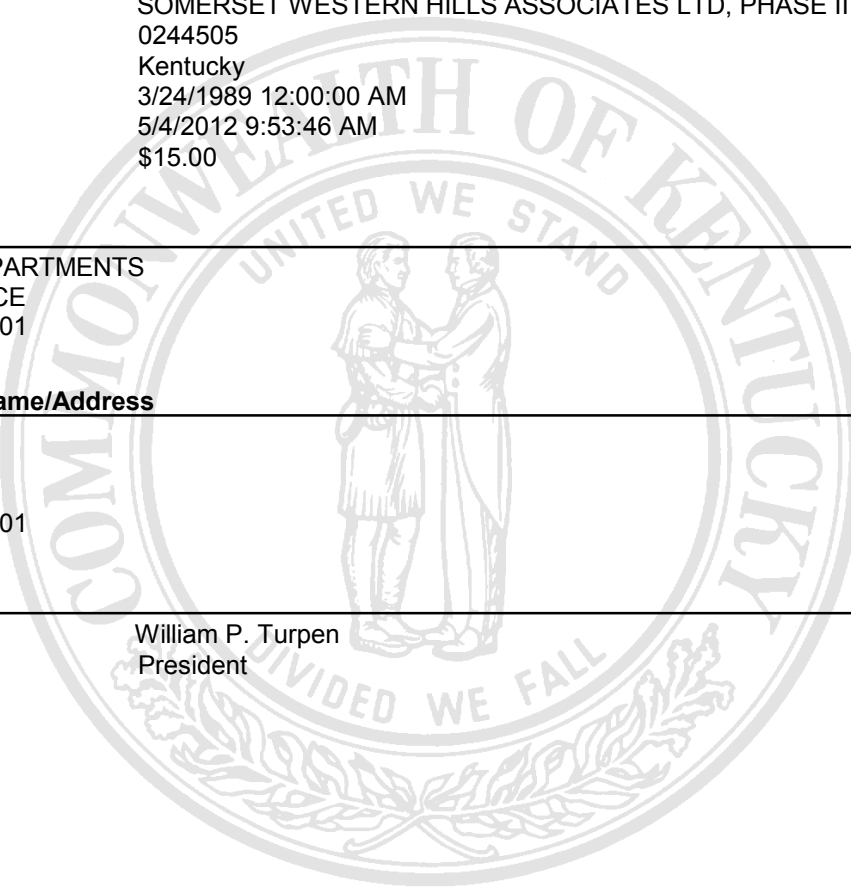 SOMERSET WESTERN HILLS ASSOCIATES LTD, PHASE II
0244505
Kentucky
3/24/1989 12:00:00 AM
5/4/2012 9:53:46 AM
$15.00
PARTMENTS
CE
01
ame/Address
01
William P. Turpen
President
COMMONWEALTH OF KENTUCKY
UNITED WE STAND
DIVIDED WE FALL